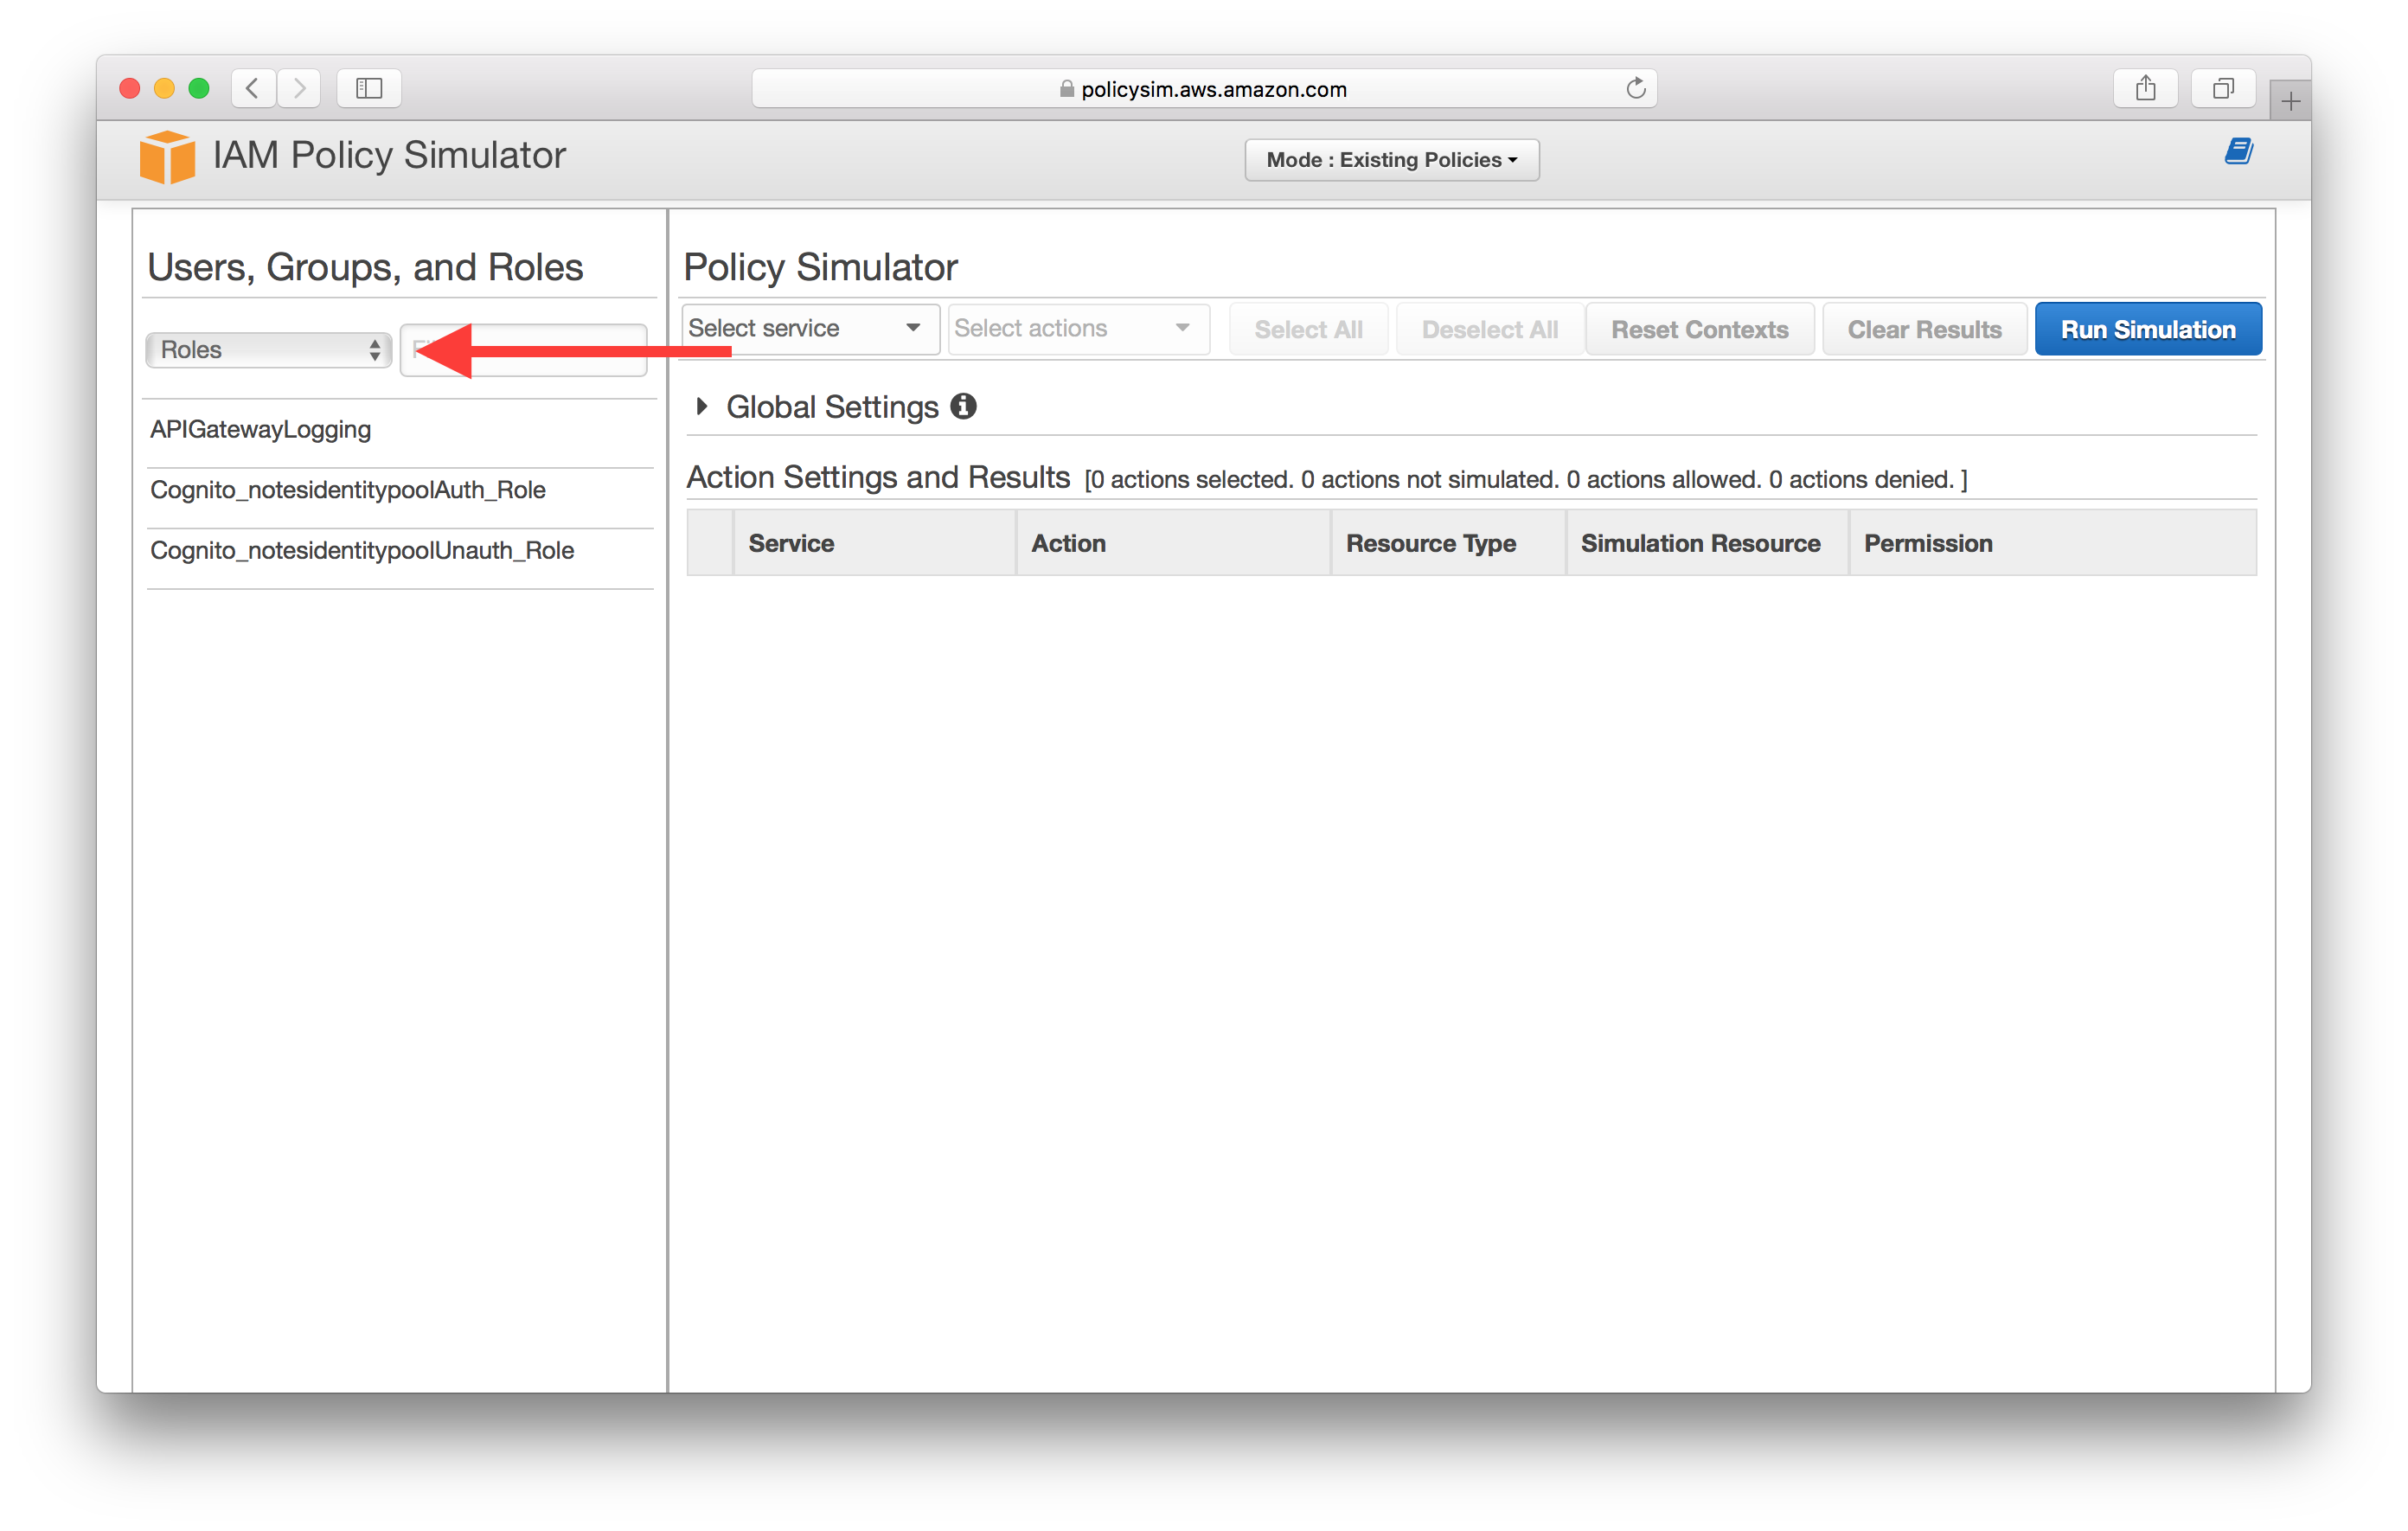 policysim.aws.amazon.com
IAM Policy Simulator
Mode : Existing Policies
Users, Groups, and Roles
Roles
APIGatewayLogging
Cognito_notesidentitypoolAuth_Role
Cognito_notesidentitypoolUnauth_Role
Policy Simulator
Select service Select actions Select All Deselect All Reset Contexts Clear Results Run Simulation
Global Settings
Action Settings and Results [0 actions selected. 0 actions not simulated. 0 actions allowed. 0 actions denied. ]
Service Action Resource Type Simulation Resource Permission